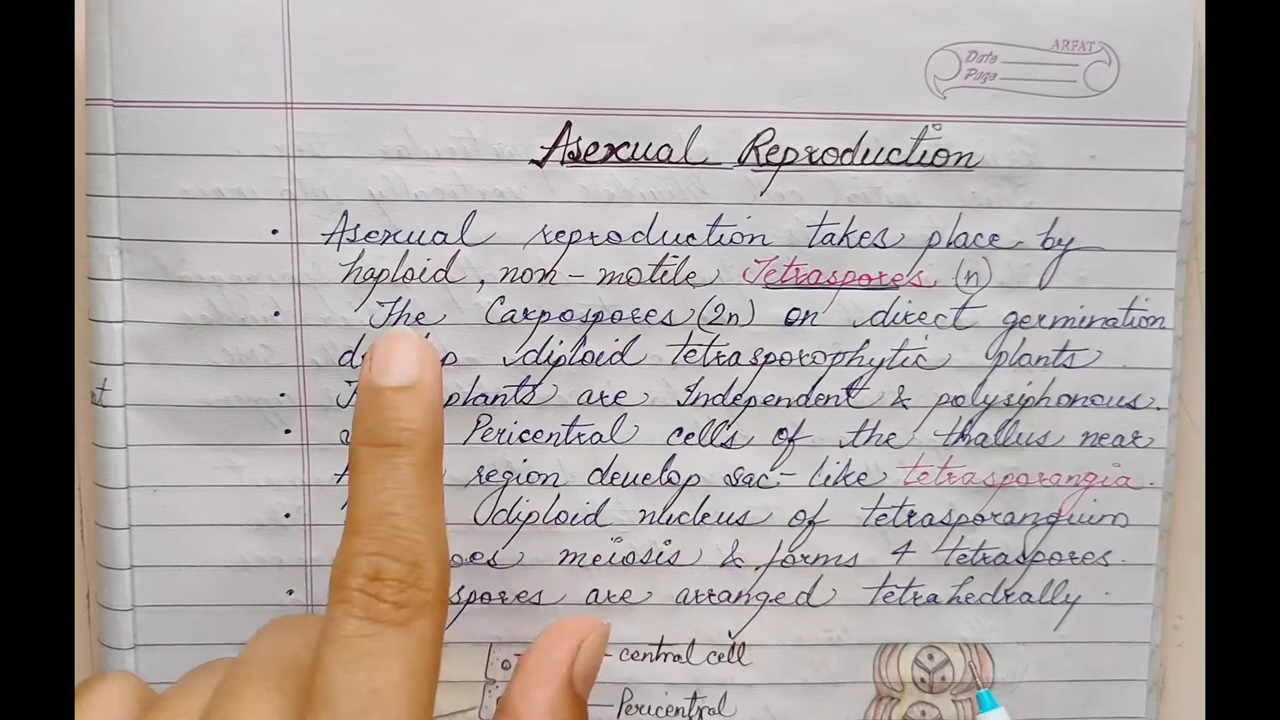 ARFAT
Date
Page
Asexual Reproduction
• Asexual reproduction takes place by
haploid, non-motile Tetraspores (n)
• The Carpospores (2n) on direct germination
diploid tetrasporophytic plants
• plants are Independent & polysiphonous.
• Pericentral cells of the thallus near
region develop sac-like tetrasporangia.
• diploid nucleus of tetrasporangium
meiosis & forms 4 tetraspores.
• are arranged tetrahedrally.
central cell
Pericentral